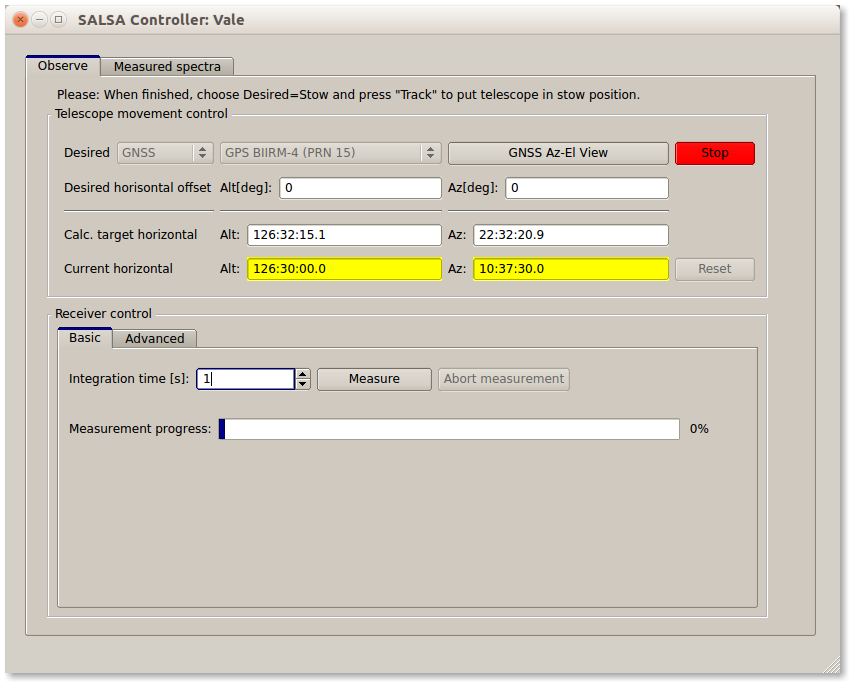 SALSA Controller: Vale
Observe Measured spectra
Please: When finished, choose Desired=Stow and press "Track" to put telescope in stow position.
Telescope movement control
Desired GNSS GPS BIIRM-4 (PRN 15) GNSS Az-El View Stop
Desired horisontal offset Alt[deg]: 0 Az[deg]: 0
Calc. target horizontal Alt: 126:32:15.1 Az: 22:32:20.9
Current horizontal Alt: 126:30:00.0 Az: 10:37:30.0 Reset
Receiver control
Basic Advanced
Integration time [s]: 1 Measure Abort measurement
Measurement progress: 0%